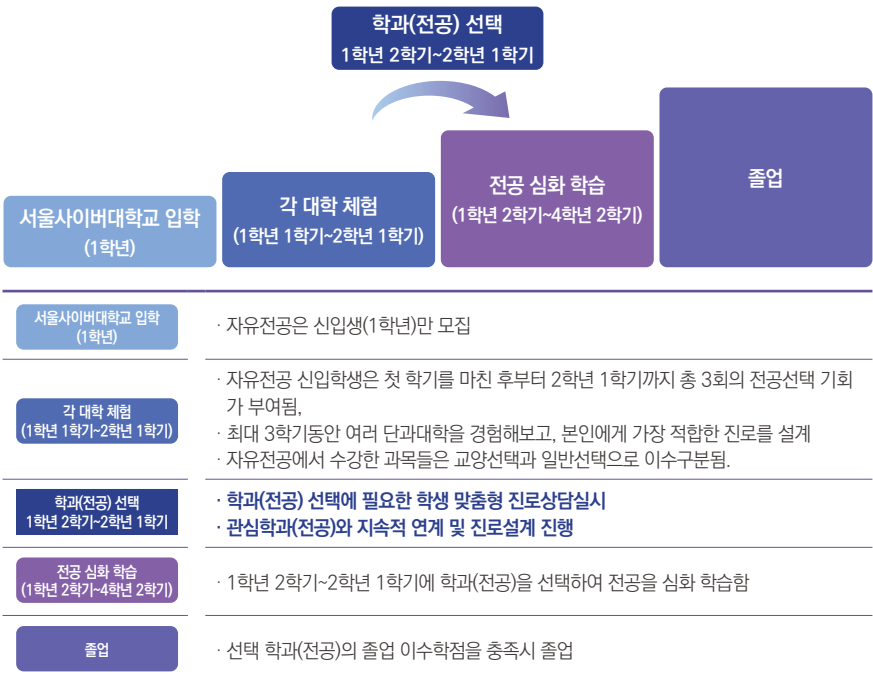 학과(전공) 선택
1학년 2학기~2학년 1학기
서울사이버대학교 입학
(1학년)
각 대학 체험
(1학년 1학기~2학년 1학기)
전공 심화 학습
(1학년 2학기~4학년 2학기)
졸업
서울사이버대학교 입학
(1학년)
· 자유전공은 신입생(1학년)만 모집
각 대학 체험
(1학년 1학기~2학년 1학기)
· 자유전공 신입학생은 첫 학기를 마친 후부터 2학년 1학기까지 총 3회의 전공선택 기회
가 부여됨,
· 최대 3학기동안 여러 단과대학을 경험해보고, 본인에게 가장 적합한 진로를 설계
· 자유전공에서 수강한 과목들은 교양선택과 일반선택으로 이수구분됨.
학과(전공) 선택
1학년 2학기~2학년 1학기
· 학과(전공) 선택에 필요한 학생 맞춤형 진로상담실시
· 관심학과(전공)와 지속적 연계 및 진로설계 진행
전공 심화 학습
(1학년 2학기~4학년 2학기)
· 1학년 2학기~2학년 1학기에 학과(전공)을 선택하여 전공을 심화 학습함
졸업
· 선택 학과(전공)의 졸업 이수학점을 충족시 졸업